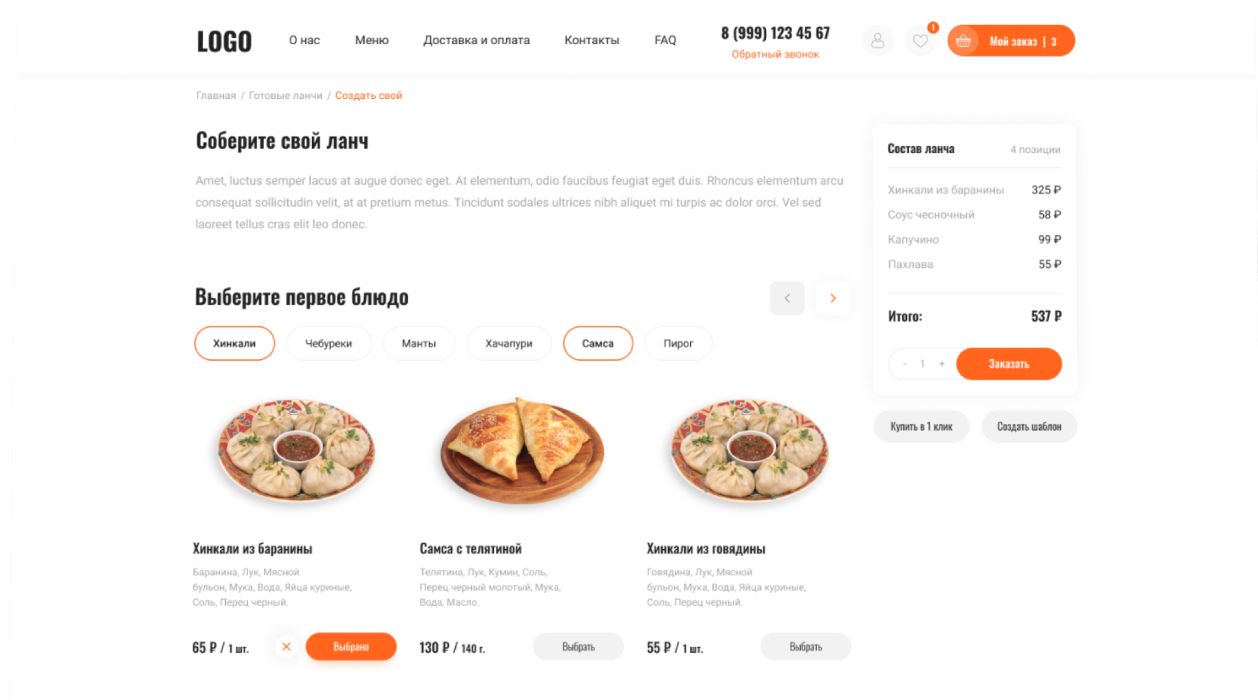 LOGO
О нас
Меню
Доставка и оплата
Контакты
FAQ
8 (999) 123 45 67
Обратный звонок
1
Мой заказ | 3
Главная / Готовые ланчи / Создать свой
Соберите свой ланч
Amet, luctus semper lacus at augue donec eget. At elementum, odio faucibus feugiat eget duis. Rhoncus elementum arcu
consequat sollicitudin velit, at at pretium metus. Tincidunt sodales ultrices nibh aliquet mi turpis ac dolor orci. Vel sed
laoreet tellus cras elit leo donec.
Выберите первое блюдо
Хинкали
Чебуреки
Манты
Хачапури
Самса
Пирог
Хинкали из баранины
Баранина, Лук, Мясной
бульон, Мука, Вода, Яйца куриные,
Соль, Перец черный.
65 ₽ / 1 шт.
Выбрано
Самса с телятиной
Телятина, Лук, Кумин, Соль,
Перец черный молотый, Мука,
Вода, Масло.
130 ₽ / 140 г.
Выбрать
Хинкали из говядины
Говядина, Лук, Мясной
бульон, Мука, Вода, Яйца куриные,
Соль, Перец черный.
55 ₽ / 1 шт.
Выбрать
Состав ланча
4 позиции
Хинкали из баранины 325 ₽
Соус чесночный 58 ₽
Капучино 99 ₽
Пахлава 55 ₽
Итого: 537 ₽
- 1 +
Заказать
Купить в 1 клик
Создать шаблон